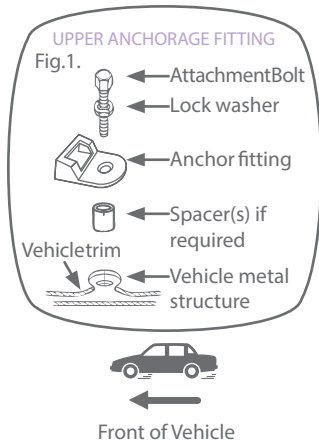 UPPER ANCHORAGE FITTING
Fig.1.
AttachmentBolt
Lock washer
Anchor fitting
Spacer(s) if
required
Vehicletrim
Vehicle metal
structure
Front of Vehicle